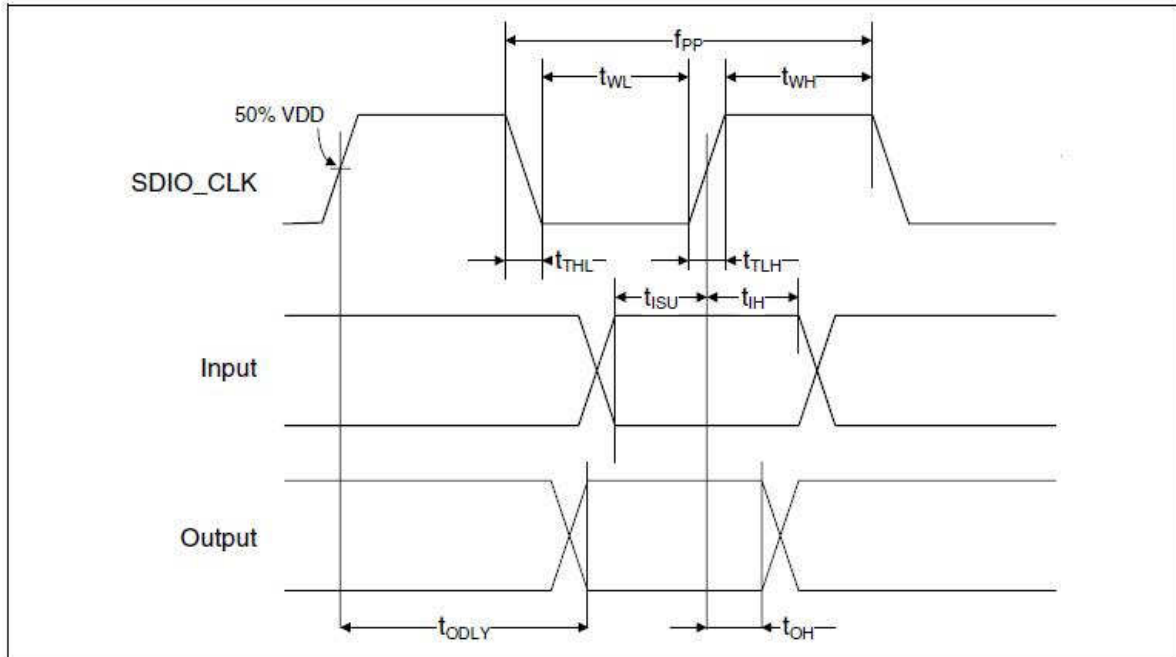 fPP
tWL
tWH
50% VDD
SDIO_CLK
tTHL
tTLH
tISU
tIH
Input
Output
tODLY
tOH